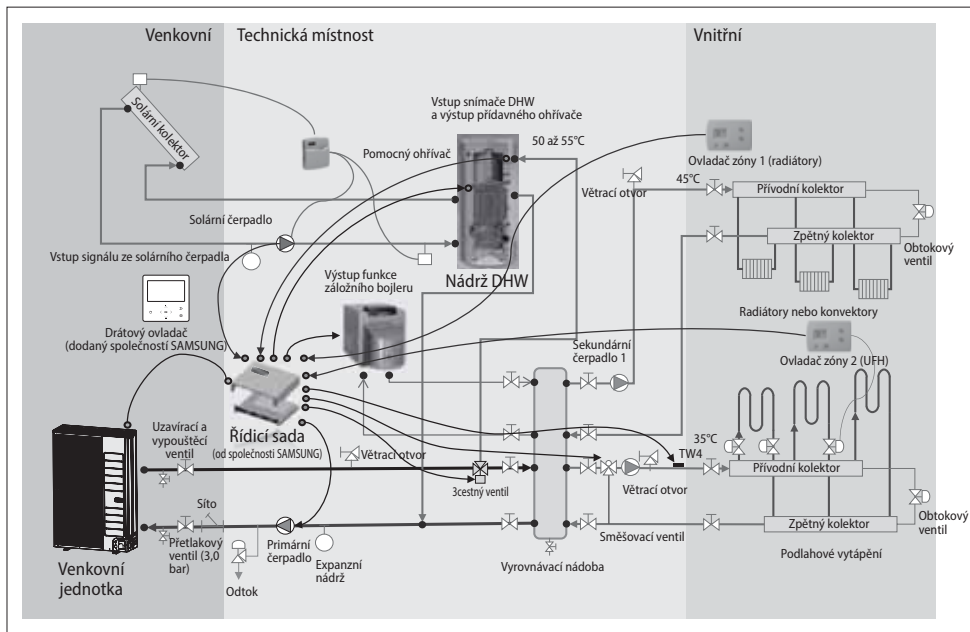 Venkovní
Technická místnost
Vnitřní
Solární kolektor
Vstup snímače DHW
a výstup přídavného ohřívače
50 až 55°C
Pomocný ohřívač
Ovladač zóny 1 (radiátory)
45°C
Větrací otvor
Přívodní kolektor
Zpětný kolektor
Obtokový
ventil
Solární čerpadlo
Vstup signálu ze solárního čerpadla
Nádrž DHW
Výstup funkce
záložního bojleru
Radiátory nebo konvektory
Drátový ovladač
(dodaný společností SAMSUNG)
Sekundární
čerpadlo 1
Ovladač zóny 2 (UFH)
Řídicí sada
(od společnosti SAMSUNG)
Uzavírací a
vypouštěcí
ventil
Větrací otvor
3cestný ventil
35°C
TW4
Větrací otvor
Přívodní kolektor
Síto
Přetlakový
ventil (3,0
bar)
Primární
čerpadlo
Expanzní
nádrž
Směšovací ventil
Zpětný kolektor
Obtokový
ventil
Podlahové vytápění
Vyrovnávací nádoba
Venkovní
jednotka
Odtok